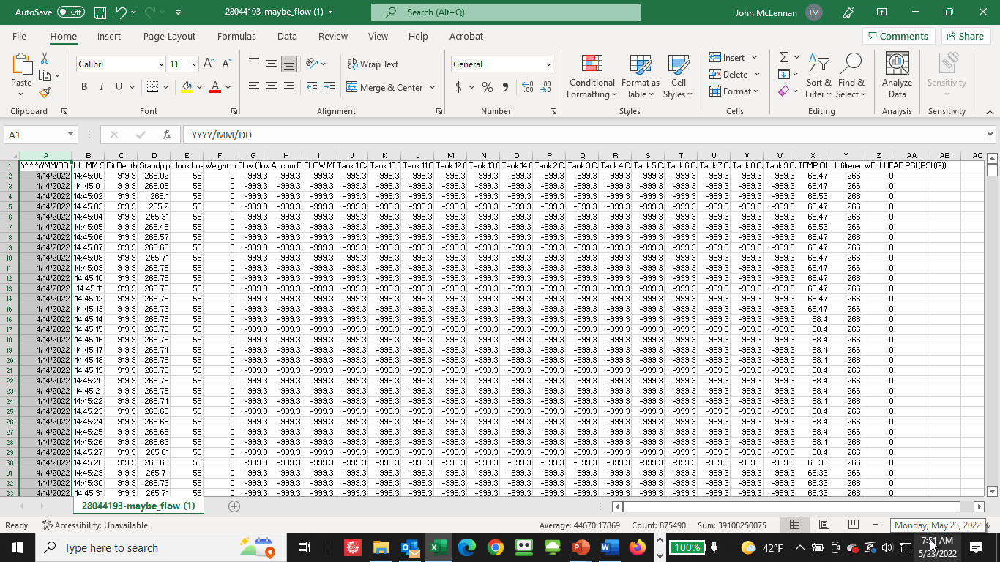 AutoSave Off 28044193-maybe_flow (1) Search (Alt+Q) John McLennan JM
File Home Insert Page Layout Formulas Data Review View Help Acrobat Comments Share
Paste Calibri 11 Wrap Text General Conditional Formatting Format as Table Cell Styles Insert Delete Format Sort & Filter Find & Select Analyze Data Sensitivity
B I U Merge & Center $ % 9
Clipboard Font Alignment Number Styles Cells Editing Analysis Sensitivity
A1 fx YYYY/MM/DD
A B C D E F G H I J K L M N O P Q R S T U V W X Y Z AA AB AC
1 YYYY/MM/DD HH:MM:S Bit Depth Standpip Hook Loa Weight o Flow (flow Accum F FLOW ME Tank 1 Ca Tank 10 C Tank 11 C Tank 12 C Tank 13 C Tank 14 C Tank 2 C Tank 3 C Tank 4 C Tank 5 C Tank 6 C Tank 7 C Tank 8 C Tank 9 C TEMP OU Unfiltered WELLHEAD PSI (PSI (G))
2 4/14/2022 14:45:00 919.9 265.02 55 0 -999.3 -999.3 -999.3 -999.3 -999.3 -999.3 -999.3 -999.3 -999.3 -999.3 -999.3 -999.3 -999.3 -999.3 -999.3 -999.3 -999.3 68.47 266 0
3 4/14/2022 14:45:01 919.9 265.08 55 0 -999.3 -999.3 -999.3 -999.3 -999.3 -999.3 -999.3 -999.3 -999.3 -999.3 -999.3 -999.3 -999.3 -999.3 -999.3 -999.3 -999.3 68.47 266 0
4 4/14/2022 14:45:02 919.9 265.1 55 0 -999.3 -999.3 -999.3 -999.3 -999.3 -999.3 -999.3 -999.3 -999.3 -999.3 -999.3 -999.3 -999.3 -999.3 -999.3 -999.3 -999.3 68.53 266 0
5 4/14/2022 14:45:03 919.9 265.2 55 0 -999.3 -999.3 -999.3 -999.3 -999.3 -999.3 -999.3 -999.3 -999.3 -999.3 -999.3 -999.3 -999.3 -999.3 -999.3 -999.3 -999.3 68.47 266 0
6 4/14/2022 14:45:04 919.9 265.31 55 0 -999.3 -999.3 -999.3 -999.3 -999.3 -999.3 -999.3 -999.3 -999.3 -999.3 -999.3 -999.3 -999.3 -999.3 -999.3 -999.3 -999.3 68.47 266 0
7 4/14/2022 14:45:05 919.9 265.45 55 0 -999.3 -999.3 -999.3 -999.3 -999.3 -999.3 -999.3 -999.3 -999.3 -999.3 -999.3 -999.3 -999.3 -999.3 -999.3 -999.3 -999.3 68.53 266 0
8 4/14/2022 14:45:06 919.9 265.57 55 0 -999.3 -999.3 -999.3 -999.3 -999.3 -999.3 -999.3 -999.3 -999.3 -999.3 -999.3 -999.3 -999.3 -999.3 -999.3 -999.3 -999.3 68.47 266 0
9 4/14/2022 14:45:07 919.9 265.65 55 0 -999.3 -999.3 -999.3 -999.3 -999.3 -999.3 -999.3 -999.3 -999.3 -999.3 -999.3 -999.3 -999.3 -999.3 -999.3 -999.3 -999.3 68.47 266 0
10 4/14/2022 14:45:08 919.9 265.71 55 0 -999.3 -999.3 -999.3 -999.3 -999.3 -999.3 -999.3 -999.3 -999.3 -999.3 -999.3 -999.3 -999.3 -999.3 -999.3 -999.3 -999.3 68.47 266 0
11 4/14/2022 14:45:09 919.9 265.76 55 0 -999.3 -999.3 -999.3 -999.3 -999.3 -999.3 -999.3 -999.3 -999.3 -999.3 -999.3 -999.3 -999.3 -999.3 -999.3 -999.3 -999.3 68.47 266 0
12 4/14/2022 14:45:10 919.9 265.78 55 0 -999.3 -999.3 -999.3 -999.3 -999.3 -999.3 -999.3 -999.3 -999.3 -999.3 -999.3 -999.3 -999.3 -999.3 -999.3 -999.3 -999.3 68.47 266 0
13 4/14/2022 14:45:11 919.9 265.78 55 0 -999.3 -999.3 -999.3 -999.3 -999.3 -999.3 -999.3 -999.3 -999.3 -999.3 -999.3 -999.3 -999.3 -999.3 -999.3 -999.3 -999.3 68.47 266 0
14 4/14/2022 14:45:12 919.9 265.78 55 0 -999.3 -999.3 -999.3 -999.3 -999.3 -999.3 -999.3 -999.3 -999.3 -999.3 -999.3 -999.3 -999.3 -999.3 -999.3 -999.3 -999.3 68.47 266 0
15 4/14/2022 14:45:13 919.9 265.73 55 0 -999.3 -999.3 -999.3 -999.3 -999.3 -999.3 -999.3 -999.3 -999.3 -999.3 -999.3 -999.3 -999.3 -999.3 -999.3 -999.3 -999.3 68.47 266 0
16 4/14/2022 14:45:14 919.9 265.76 55 0 -999.3 -999.3 -999.3 -999.3 -999.3 -999.3 -999.3 -999.3 -999.3 -999.3 -999.3 -999.3 -999.3 -999.3 -999.3 -999.3 -999.3 68.4 266 0
17 4/14/2022 14:45:15 919.9 265.76 55 0 -999.3 -999.3 -999.3 -999.3 -999.3 -999.3 -999.3 -999.3 -999.3 -999.3 -999.3 -999.3 -999.3 -999.3 -999.3 -999.3 -999.3 68.4 266 0
18 4/14/2022 14:45:16 919.9 265.76 55 0 -999.3 -999.3 -999.3 -999.3 -999.3 -999.3 -999.3 -999.3 -999.3 -999.3 -999.3 -999.3 -999.3 -999.3 -999.3 -999.3 -999.3 68.4 266 0
19 4/14/2022 14:45:17 919.9 265.74 55 0 -999.3 -999.3 -999.3 -999.3 -999.3 -999.3 -999.3 -999.3 -999.3 -999.3 -999.3 -999.3 -999.3 -999.3 -999.3 -999.3 -999.3 68.4 266 0
20 4/14/2022 14:45:18 919.9 265.76 55 0 -999.3 -999.3 -999.3 -999.3 -999.3 -999.3 -999.3 -999.3 -999.3 -999.3 -999.3 -999.3 -999.3 -999.3 -999.3 -999.3 -999.3 68.4 266 0
21 4/14/2022 14:45:19 919.9 265.76 55 0 -999.3 -999.3 -999.3 -999.3 -999.3 -999.3 -999.3 -999.3 -999.3 -999.3 -999.3 -999.3 -999.3 -999.3 -999.3 -999.3 -999.3 68.4 266 0
22 4/14/2022 14:45:20 919.9 265.78 55 0 -999.3 -999.3 -999.3 -999.3 -999.3 -999.3 -999.3 -999.3 -999.3 -999.3 -999.3 -999.3 -999.3 -999.3 -999.3 -999.3 -999.3 68.4 266 0
23 4/14/2022 14:45:21 919.9 265.78 55 0 -999.3 -999.3 -999.3 -999.3 -999.3 -999.3 -999.3 -999.3 -999.3 -999.3 -999.3 -999.3 -999.3 -999.3 -999.3 -999.3 -999.3 68.4 266 0
24 4/14/2022 14:45:22 919.9 265.74 55 0 -999.3 -999.3 -999.3 -999.3 -999.3 -999.3 -999.3 -999.3 -999.3 -999.3 -999.3 -999.3 -999.3 -999.3 -999.3 -999.3 -999.3 68.4 266 0
25 4/14/2022 14:45:23 919.9 265.69 55 0 -999.3 -999.3 -999.3 -999.3 -999.3 -999.3 -999.3 -999.3 -999.3 -999.3 -999.3 -999.3 -999.3 -999.3 -999.3 -999.3 -999.3 68.4 266 0
26 4/14/2022 14:45:24 919.9 265.65 55 0 -999.3 -999.3 -999.3 -999.3 -999.3 -999.3 -999.3 -999.3 -999.3 -999.3 -999.3 -999.3 -999.3 -999.3 -999.3 -999.3 -999.3 68.4 266 0
27 4/14/2022 14:45:25 919.9 265.65 55 0 -999.3 -999.3 -999.3 -999.3 -999.3 -999.3 -999.3 -999.3 -999.3 -999.3 -999.3 -999.3 -999.3 -999.3 -999.3 -999.3 -999.3 68.4 266 0
28 4/14/2022 14:45:26 919.9 265.63 55 0 -999.3 -999.3 -999.3 -999.3 -999.3 -999.3 -999.3 -999.3 -999.3 -999.3 -999.3 -999.3 -999.3 -999.3 -999.3 -999.3 -999.3 68.4 266 0
29 4/14/2022 14:45:27 919.9 265.61 55 0 -999.3 -999.3 -999.3 -999.3 -999.3 -999.3 -999.3 -999.3 -999.3 -999.3 -999.3 -999.3 -999.3 -999.3 -999.3 -999.3 -999.3 68.4 266 0
30 4/14/2022 14:45:28 919.9 265.69 55 0 -999.3 -999.3 -999.3 -999.3 -999.3 -999.3 -999.3 -999.3 -999.3 -999.3 -999.3 -999.3 -999.3 -999.3 -999.3 -999.3 -999.3 68.33 266 0
31 4/14/2022 14:45:29 919.9 265.71 55 0 -999.3 -999.3 -999.3 -999.3 -999.3 -999.3 -999.3 -999.3 -999.3 -999.3 -999.3 -999.3 -999.3 -999.3 -999.3 -999.3 -999.3 68.33 266 0
32 4/14/2022 14:45:30 919.9 265.73 55 0 -999.3 -999.3 -999.3 -999.3 -999.3 -999.3 -999.3 -999.3 -999.3 -999.3 -999.3 -999.3 -999.3 -999.3 -999.3 -999.3 -999.3 68.33 266 0
33 4/14/2022 14:45:31 919.9 265.71 55 0 -999.3 -999.3 -999.3 -999.3 -999.3 -999.3 -999.3 -999.3 -999.3 -999.3 -999.3 -999.3 -999.3 -999.3 -999.3 -999.3 -999.3 68.33 266 0
28044193-maybe_flow (1)
Ready Accessibility: Unavailable Average: 44670.17869 Count: 875490 Sum: 39108250075 Monday, May 23, 2022 %
Type here to search 100% 42°F 7:51 AM
5/23/2022